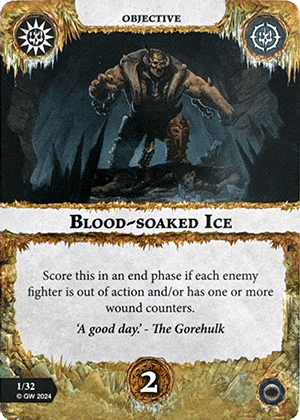 OBJECTIVE
BLOOD-SOAKED ICE
Score this in an end phase if each enemy
fighter is out of action and/or has one or more
wound counters.
'A good day.' - The Gorehulk
1/32
© GW 2024
2